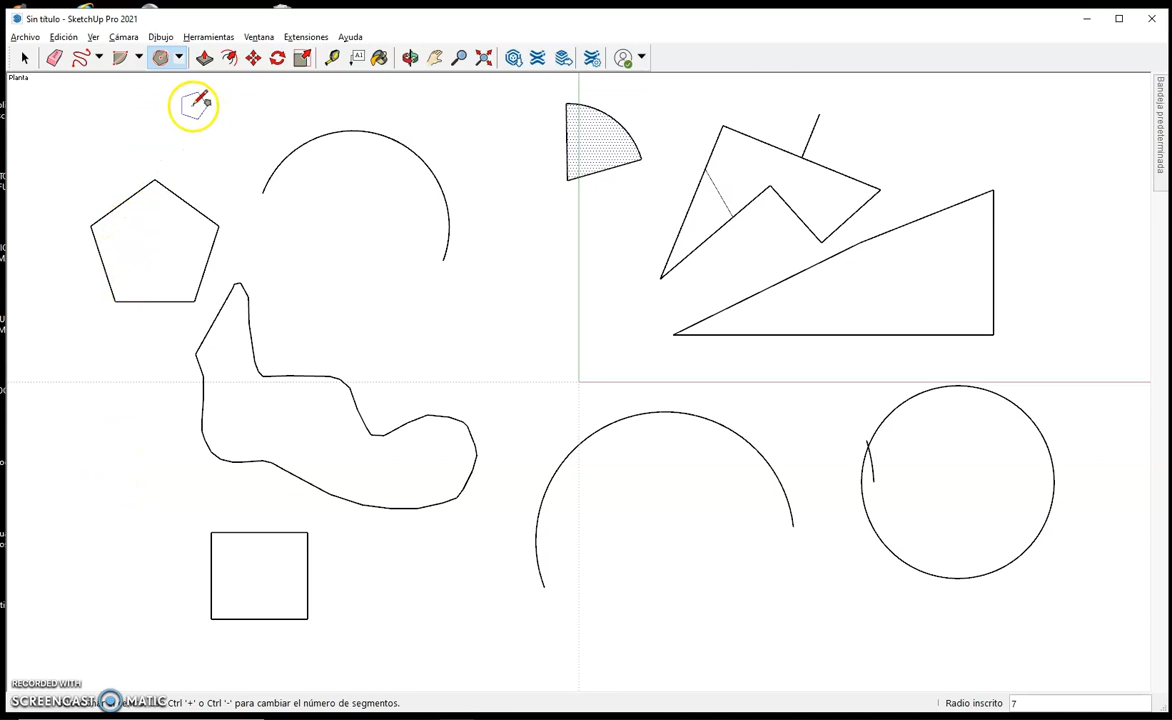 Sin título - SketchUp Pro 2021
Archivo Edición Ver Cámara Dibujo Herramientas Ventana Extensiones Ayuda
A1
Planta
Bandeja predeterminada
RECORDED WITH
SCREENCAST MATIC
Ctrl '+' o Ctrl '-' para cambiar el número de segmentos.
Radio inscrito 7